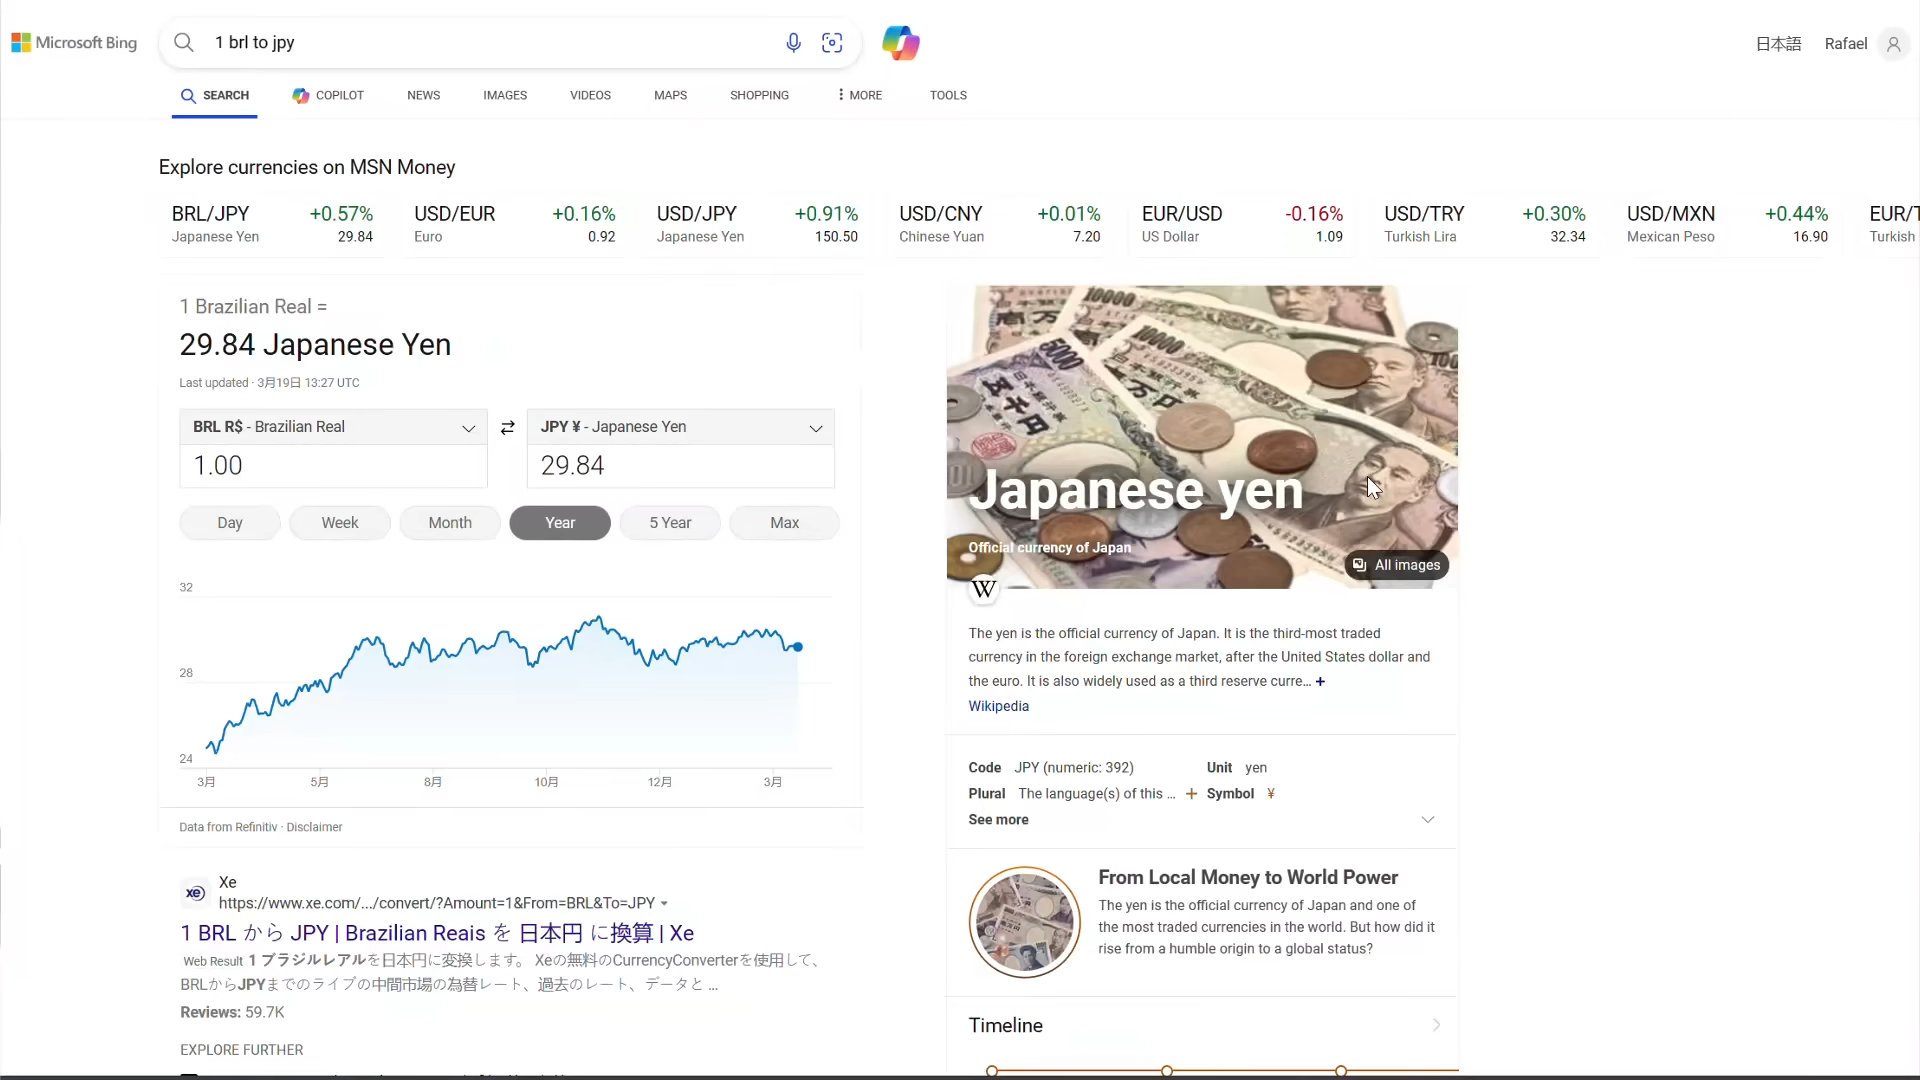 Microsoft Bing
1 brl to jpy
日本語
Rafael
SEARCH
COPILOT
NEWS
IMAGES
VIDEOS
MAPS
SHOPPING
MORE
TOOLS
Explore currencies on MSN Money
BRL/JPY +0.57%
Japanese Yen 29.84
USD/EUR +0.16%
Euro 0.92
USD/JPY +0.91%
Japanese Yen 150.50
USD/CNY +0.01%
Chinese Yuan 7.20
EUR/USD -0.16%
US Dollar 1.09
USD/TRY +0.30%
Turkish Lira 32.34
USD/MXN +0.44%
Mexican Peso 16.90
EUR/T
Turkish
1 Brazilian Real =
29.84 Japanese Yen
Last updated · 3月19日 13:27 UTC
BRL R$ - Brazilian Real
1.00
JPY ¥ - Japanese Yen
29.84
Day
Week
Month
Year
5 Year
Max
32
28
24
3月 5月 8月 10月 12月 3月
Data from Refinitiv · Disclaimer
xe
Xe
https://www.xe.com/.../convert/?Amount=1&From=BRL&To=JPY
1 BRL から JPY | Brazilian Reais を 日本円 に換算 | Xe
Web Result 1 ブラジルレアルを日本円に変換します。 Xeの無料のCurrencyConverterを使用して、
BRLからJPYまでのライブの中間市場の為替レート、過去のレート、データと ...
Reviews: 59.7K
EXPLORE FURTHER
10000
10000
5000
五千円
Japanese yen
Official currency of Japan
All images
W
The yen is the official currency of Japan. It is the third-most traded
currency in the foreign exchange market, after the United States dollar and
the euro. It is also widely used as a third reserve curre... +
Wikipedia
Code JPY (numeric: 392)
Unit yen
Plural The language(s) of this ... +
Symbol ¥
See more
From Local Money to World Power
The yen is the official currency of Japan and one of
the most traded currencies in the world. But how did it
rise from a humble origin to a global status?
Timeline